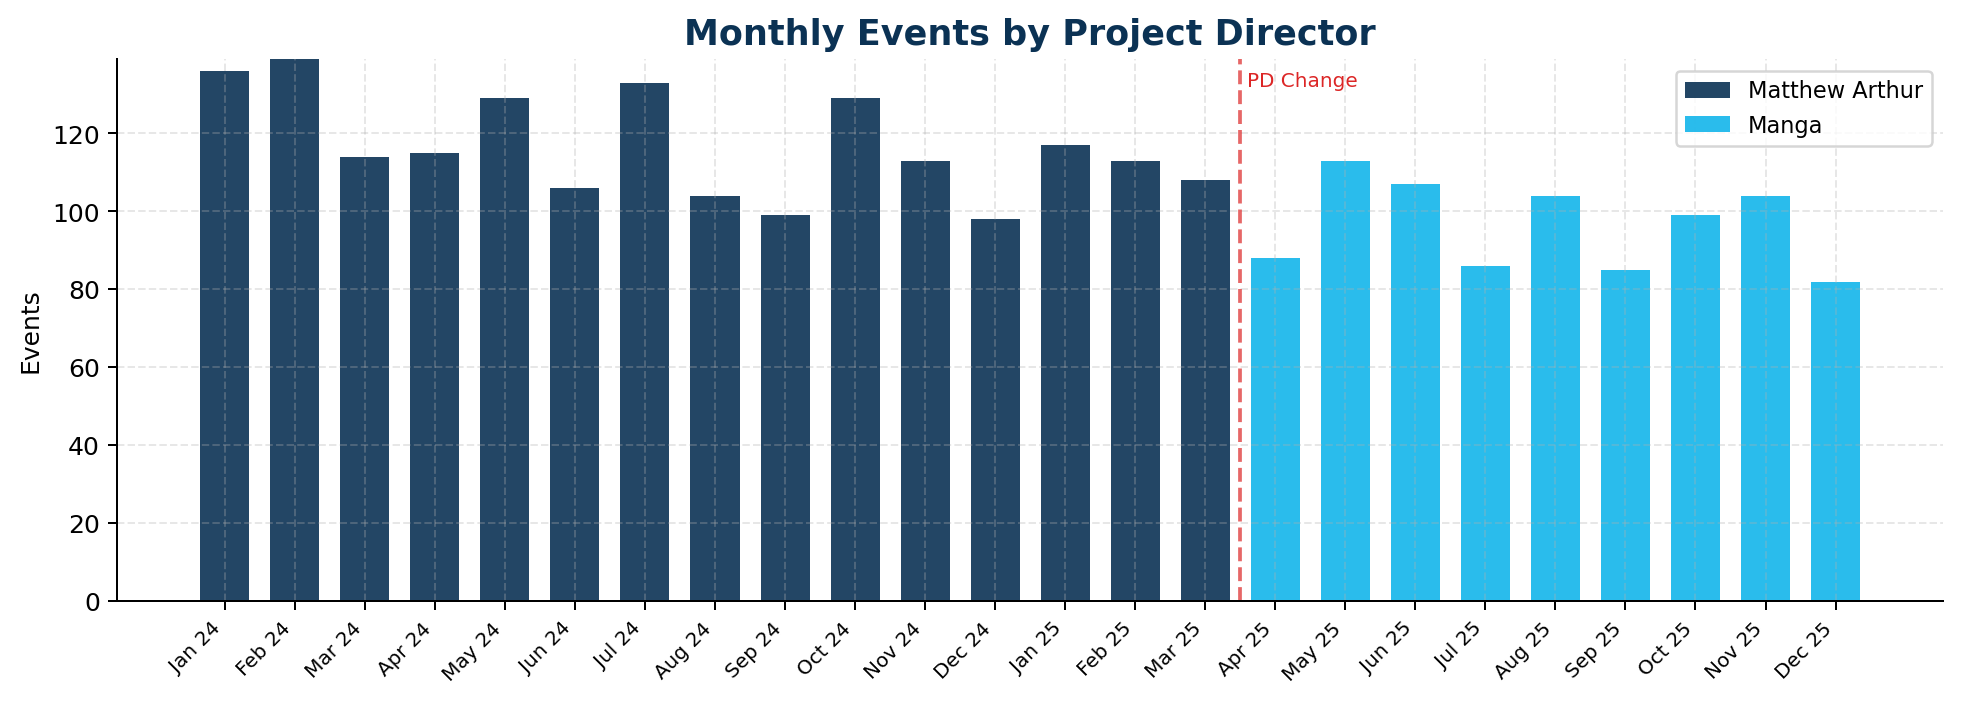 Monthly Events by Project Director
PD Change
Matthew Arthur
Manga
Events
120
100
80
60
40
20
0
Jan 24
Feb 24
Mar 24
Apr 24
May 24
Jun 24
Jul 24
Aug 24
Sep 24
Oct 24
Nov 24
Dec 24
Jan 25
Feb 25
Mar 25
Apr 25
May 25
Jun 25
Jul 25
Aug 25
Sep 25
Oct 25
Nov 25
Dec 25